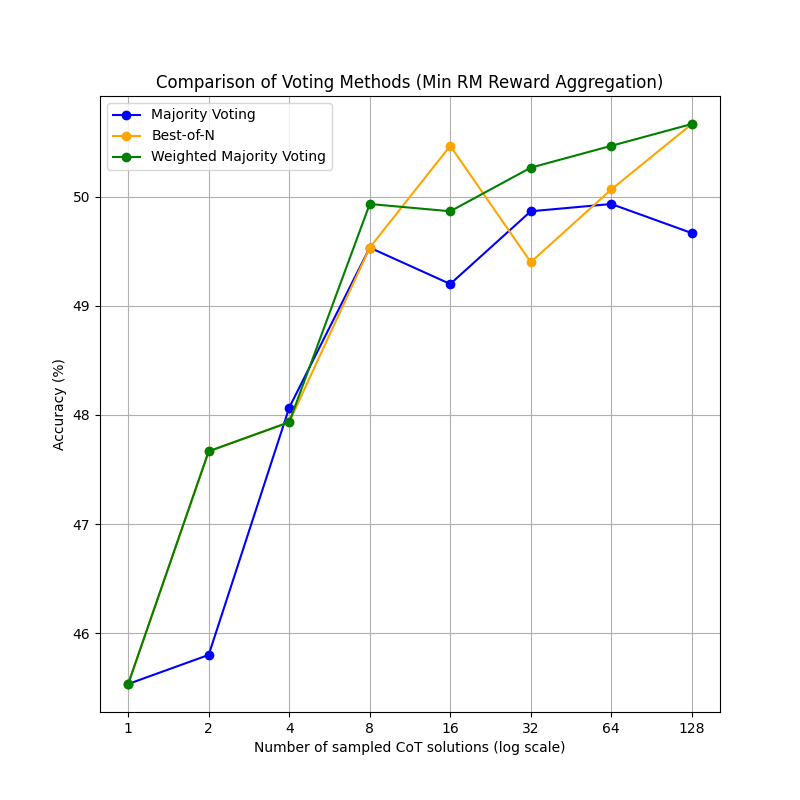 Comparison of Voting Methods (Min RM Reward Aggregation)
Majority Voting
Best-of-N
Weighted Majority Voting
Accuracy (%)
50
49
48
47
46
1 2 4 8 16 32 64 128
Number of sampled CoT solutions (log scale)